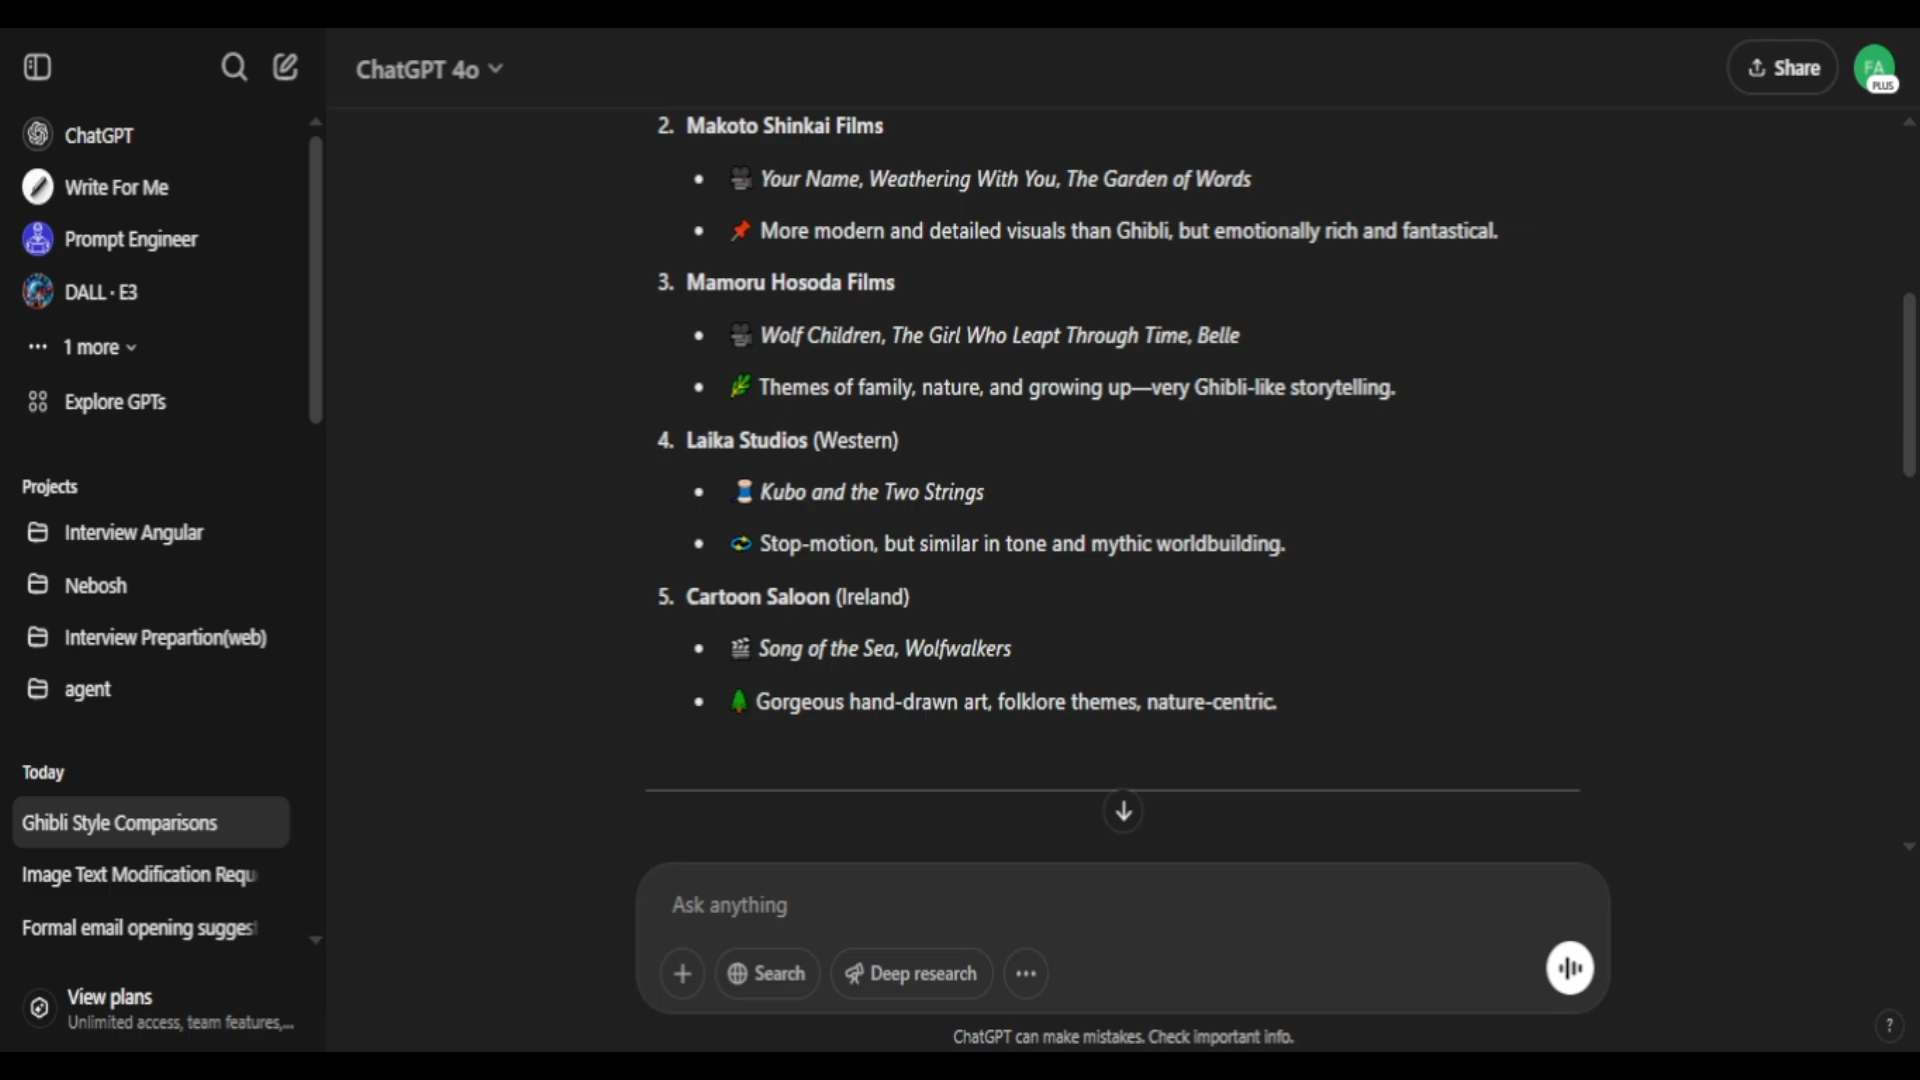 ChatGPT 4o
Share
FA
PLUS
ChatGPT
Write For Me
Prompt Engineer
DALL·E3
1 more
Explore GPTs
Projects
Interview Angular
Nebosh
Interview Prepartion(web)
agent
Today
Ghibli Style Comparisons
Image Text Modification Requ
Formal email opening suggest
View plans
Unlimited access, team features,...
2. Makoto Shinkai Films
• 🎥 Your Name, Weathering With You, The Garden of Words
• 📌 More modern and detailed visuals than Ghibli, but emotionally rich and fantastical.
3. Mamoru Hosoda Films
• 🎥 Wolf Children, The Girl Who Leapt Through Time, Belle
• 🌿 Themes of family, nature, and growing up—very Ghibli-like storytelling.
4. Laika Studios (Western)
• 🧵 Kubo and the Two Strings
• Stop-motion, but similar in tone and mythic worldbuilding.
5. Cartoon Saloon (Ireland)
• 🎬 Song of the Sea, Wolfwalkers
• 🌲 Gorgeous hand-drawn art, folklore themes, nature-centric.
Ask anything
Search
Deep research
ChatGPT can make mistakes. Check important info.
?